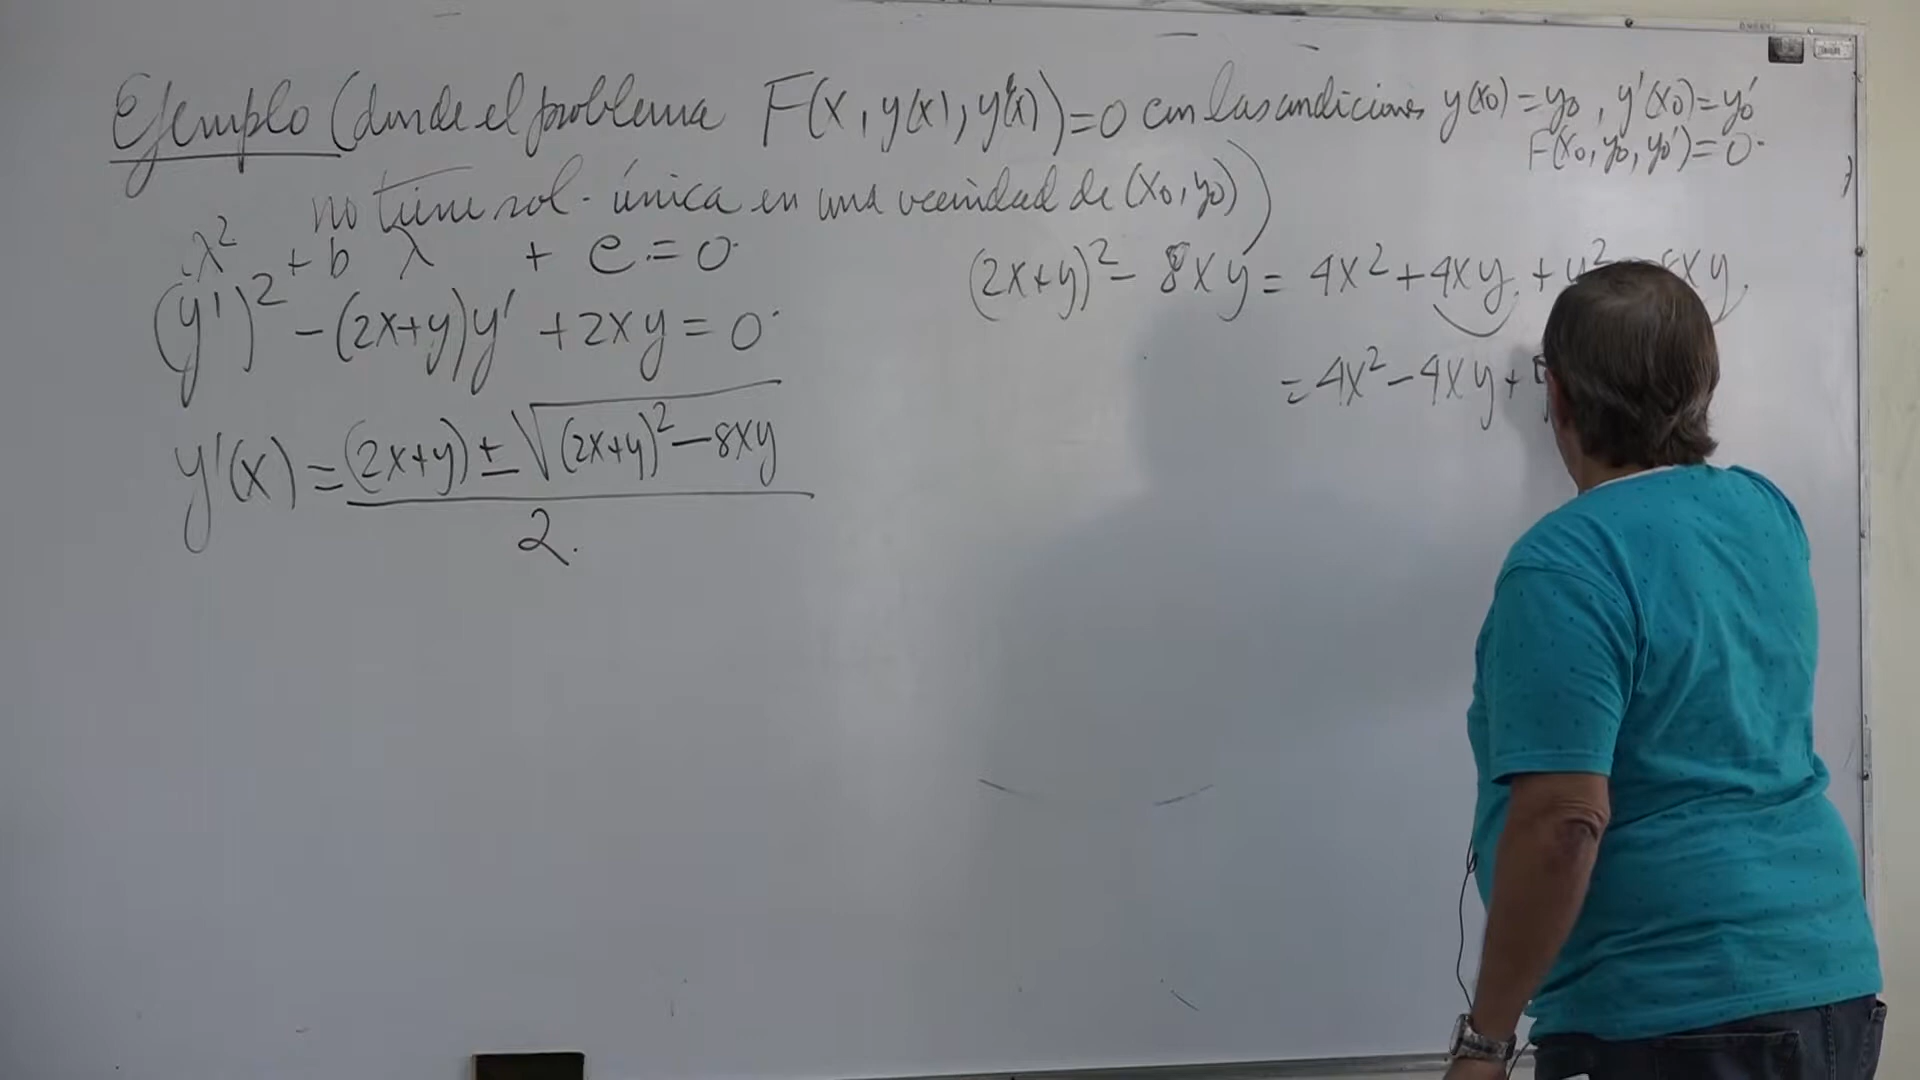 Ejemplo (donde el problema F(x, y(x), y'(x)) = 0 con las condiciones y(x0) = y0, y'(x0) = y0'
F(x0, y0, y0') = 0.
no tiene sol. única en una vecindad de (x0, y0))
λ² + b λ + c = 0
(y')² - (2x+y)y' + 2xy = 0
y'(x) = (2x+y) ± √(2x+y)² - 8xy
2.
(2x+y)² - 8xy = 4x² + 4xy + y² xy
= 4x² - 4xy +